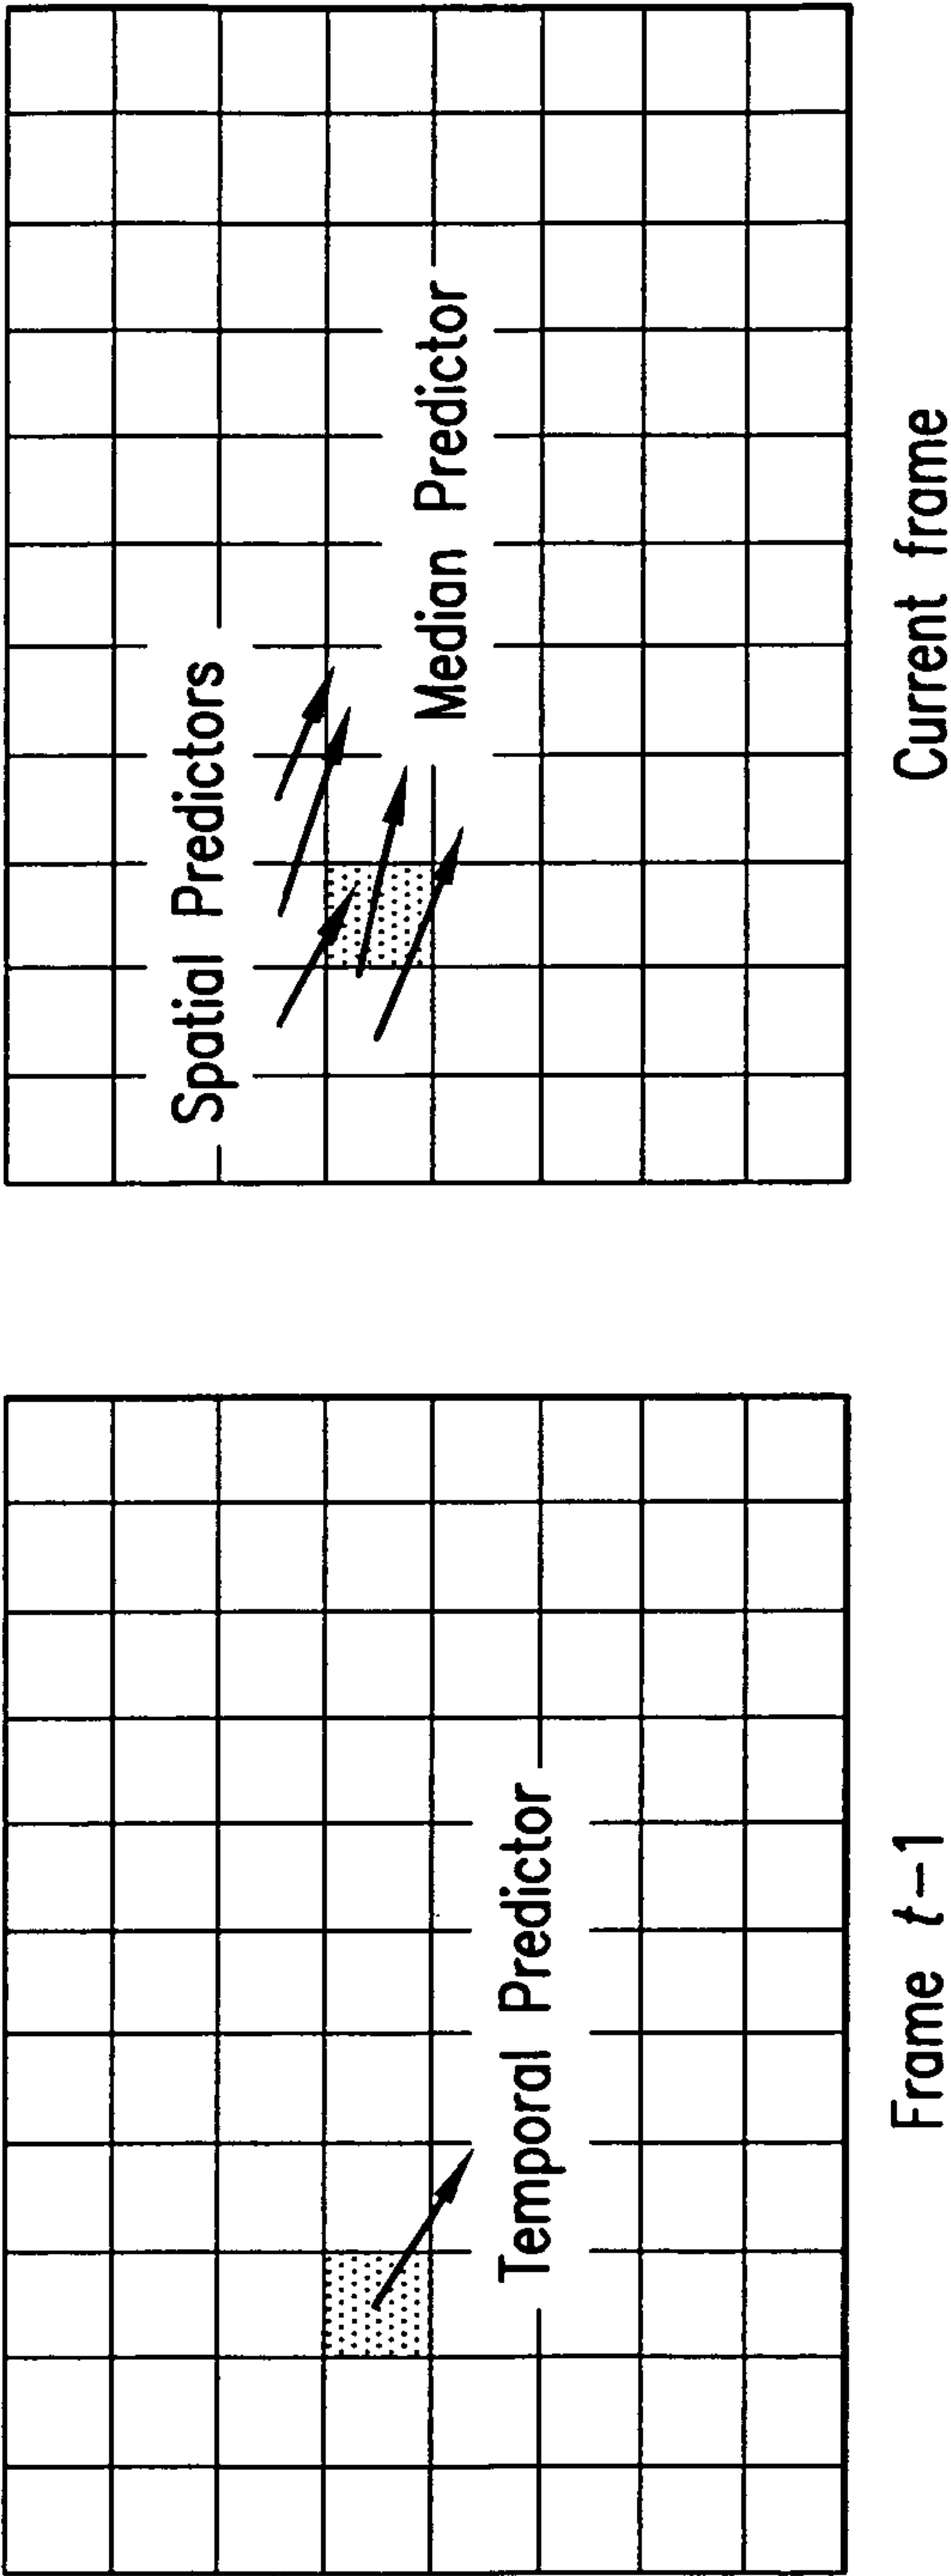 Temporal Predictor
Frame t-1
Spatial Predictors
Median Predictor
Current frame